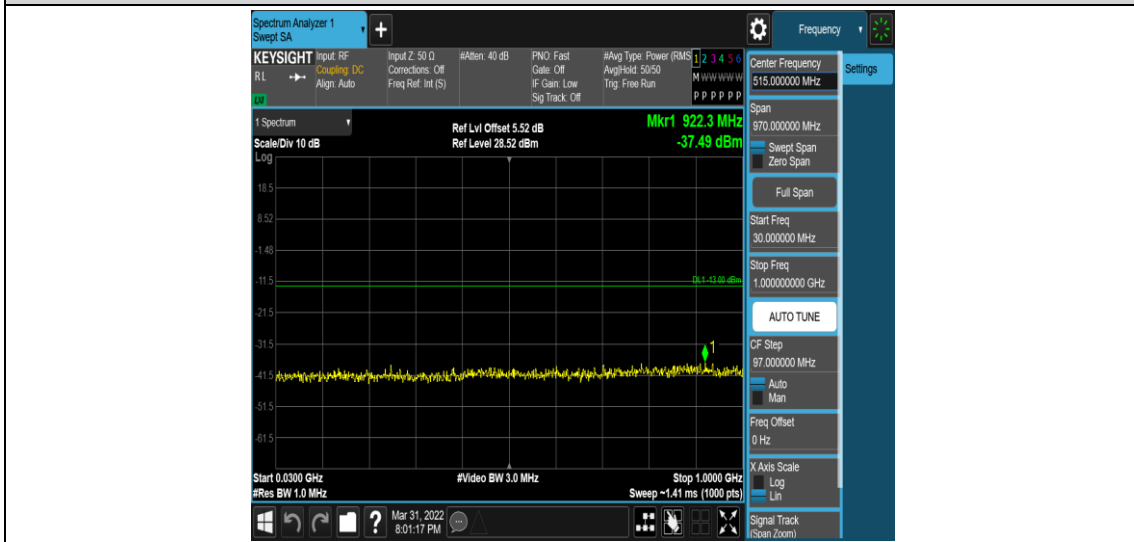 Spectrum Analyzer 1
Swept SA
+
Frequency
KEYSIGHT
RL
Input: RF
Coupling: DC
Align: Auto
Input Z: 50 Ω
Corrections: Off
Freq Ref: Int (S)
#Atten: 40 dB
PNO: Fast
Gate: Off
IF Gain: Low
Sig Track: Off
#Avg Type: Power (RMS
Avg|Hold: 50/50
Trig: Free Run
1 2 3 4 5 6
M W W W W W
P P P P P P
1 Spectrum
Scale/Div 10 dB
Log
Ref Lvl Offset 5.52 dB
Ref Level 28.52 dBm
Mkr1 922.3 MHz
-37.49 dBm
18.5
8.52
-1.48
-11.5
DL1 -13.00 dBm
-21.5
-31.5
1
-41.5
-51.5
-61.5
Start 0.0300 GHz
#Res BW 1.0 MHz
#Video BW 3.0 MHz
Stop 1.0000 GHz
Sweep ~1.41 ms (1000 pts)
?
Mar 31, 2022
8:01:17 PM
Center Frequency
515.000000 MHz
Settings
Span
970.000000 MHz
Swept Span
Zero Span
Full Span
Start Freq
30.000000 MHz
Stop Freq
1.000000000 GHz
AUTO TUNE
CF Step
97.000000 MHz
Auto
Man
Freq Offset
0 Hz
X Axis Scale
Log
Lin
Signal Track
(Span Zoom)